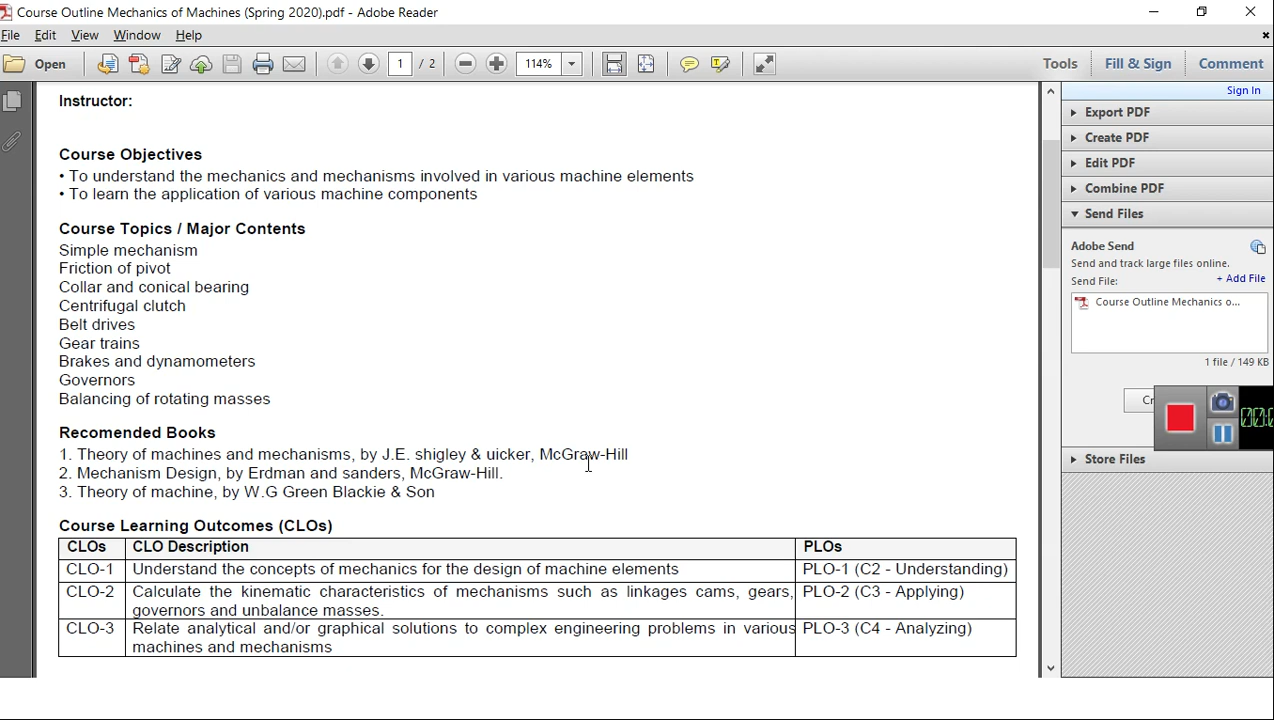 Course Outline Mechanics of Machines (Spring 2020).pdf - Adobe Reader
File Edit View Window Help
Open 1 / 2 114% Tools Fill & Sign Comment
Sign In
Instructor:
Course Objectives
• To understand the mechanics and mechanisms involved in various machine elements
• To learn the application of various machine components
Course Topics / Major Contents
Simple mechanism
Friction of pivot
Collar and conical bearing
Centrifugal clutch
Belt drives
Gear trains
Brakes and dynamometers
Governors
Balancing of rotating masses
Recomended Books
1. Theory of machines and mechanisms, by J.E. shigley & uicker, McGraw-Hill
2. Mechanism Design, by Erdman and sanders, McGraw-Hill.
3. Theory of machine, by W.G Green Blackie & Son
Course Learning Outcomes (CLOs)
CLOs CLO Description PLOs
CLO-1 Understand the concepts of mechanics for the design of machine elements PLO-1 (C2 - Understanding)
CLO-2 Calculate the kinematic characteristics of mechanisms such as linkages cams, gears, PLO-2 (C3 - Applying)
governors and unbalance masses.
CLO-3 Relate analytical and/or graphical solutions to complex engineering problems in various PLO-3 (C4 - Analyzing)
machines and mechanisms
Export PDF
Create PDF
Edit PDF
Combine PDF
Send Files
Adobe Send
Send and track large files online.
Send File: + Add File
Course Outline Mechanics o...
1 file / 149 KB
Store Files